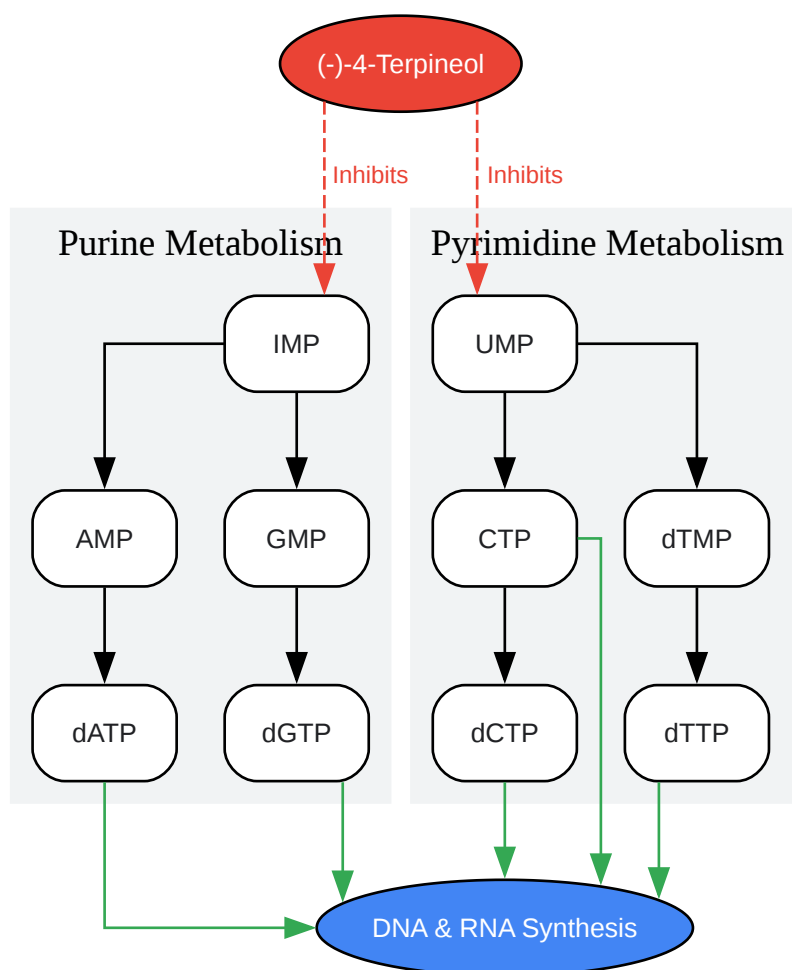 (-)-4-Terpineol
Inhibits
Inhibits
Purine Metabolism
Pyrimidine Metabolism
IMP
UMP
AMP
GMP
CTP
dTMP
dATP
dGTP
dCTP
dTTP
DNA & RNA Synthesis